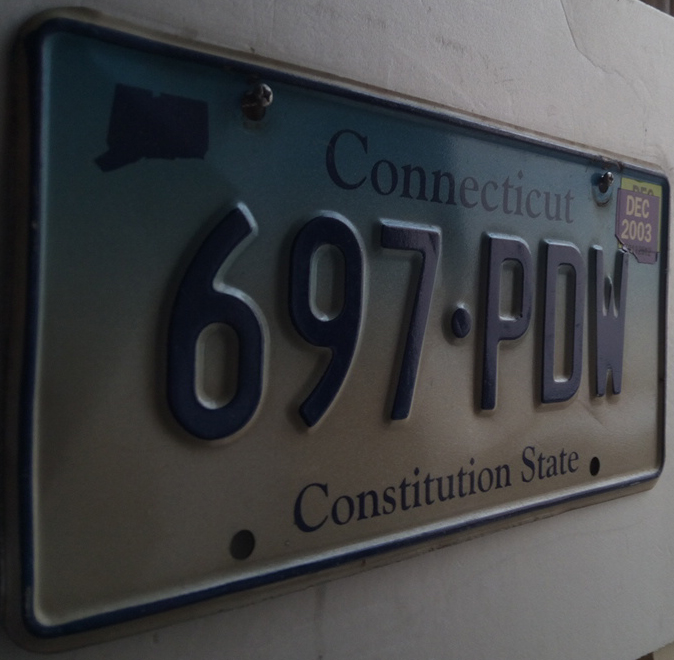 Connecticut
DEC
2003
697·PDW
Constitution State